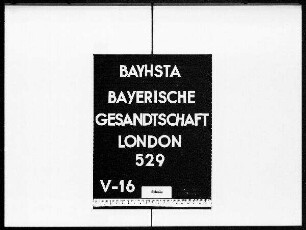 BAYHSTA
BAYERISCHE
GESANDTSCHAFT
LONDON
529
V-16